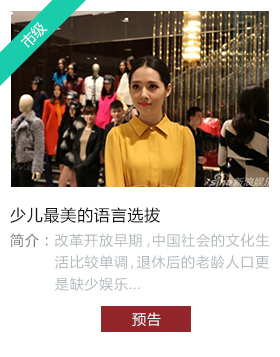 市级
sina新浪娱乐
少儿最美的语言选拔
简介：改革开放早期，中国社会的文化生
活比较单调，退休后的老龄人口更
是缺少娱乐...
预告